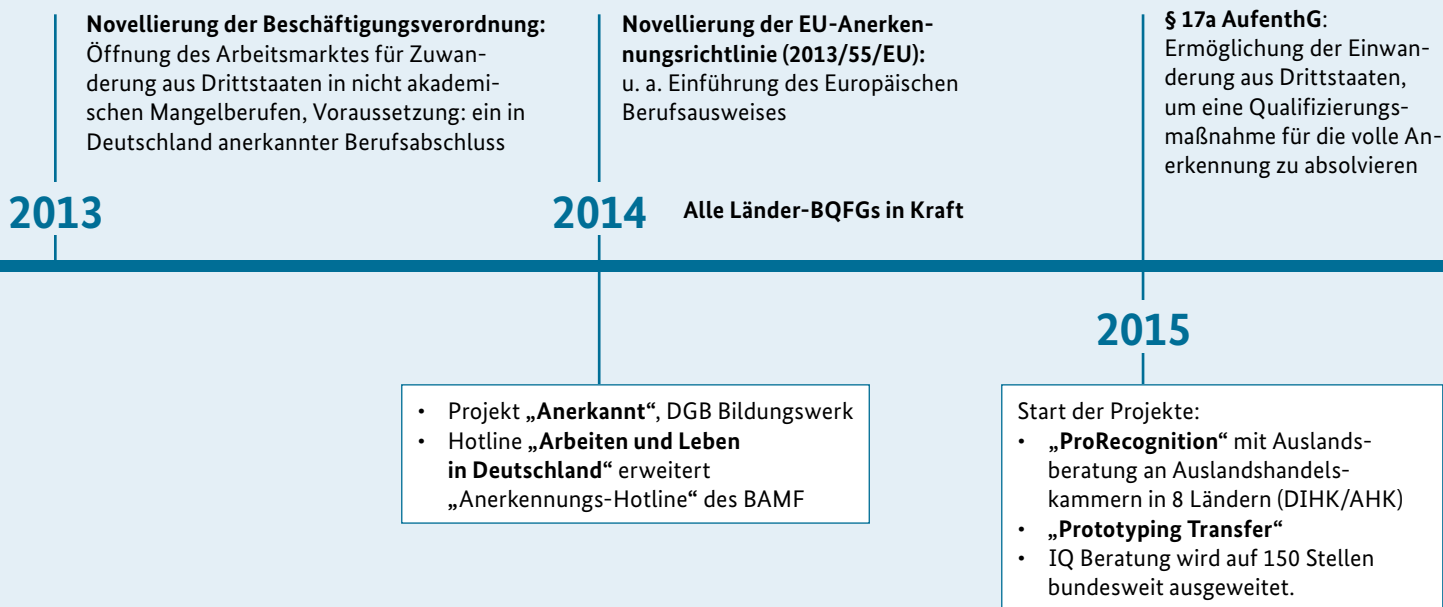 Novellierung der Beschäftigungsverordnung:
Öffnung des Arbeitsmarktes für Zuwan-
derung aus Drittstaaten in nicht akademi-
schen Mangelberufen, Voraussetzung: ein in
Deutschland anerkannter Berufsabschluss
2013
Novellierung der EU-Anerken-
nungsrichtlinie (2013/55/EU):
u. a. Einführung des Europäischen
Berufsausweises
2014
Alle Länder-BQFGs in Kraft
• Projekt „Anerkannt“, DGB Bildungswerk
• Hotline „Arbeiten und Leben
in Deutschland“ erweitert
„Anerkennungs-Hotline“ des BAMF
§ 17a AufenthG:
Ermöglichung der Einwan-
derung aus Drittstaaten,
um eine Qualifizierungs-
maßnahme für die volle An-
erkennung zu absolvieren
2015
Start der Projekte:
• „ProRecognition“ mit Auslands-
beratung an Auslandshandels-
kammern in 8 Ländern (DIHK/AHK)
• „Prototyping Transfer“
• IQ Beratung wird auf 150 Stellen
bundesweit ausgeweitet.